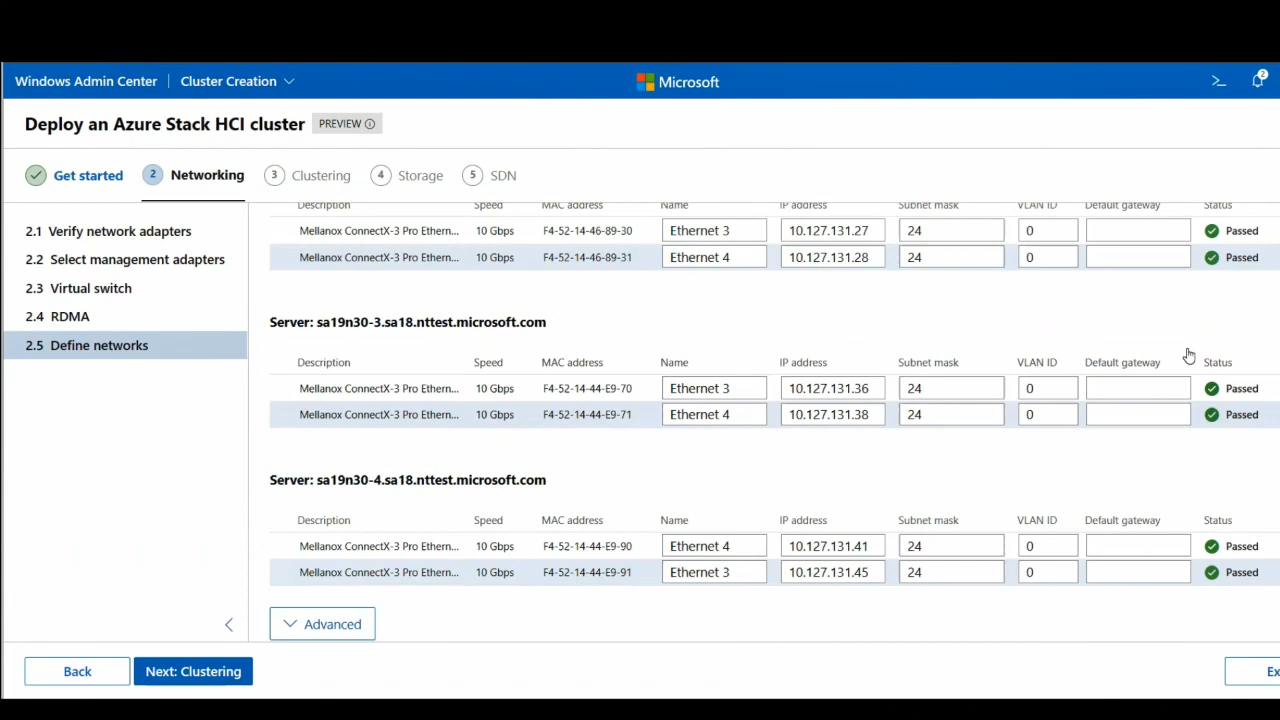 Windows Admin Center | Cluster Creation
Microsoft
2
Deploy an Azure Stack HCI cluster PREVIEW
Get started 2 Networking 3 Clustering 4 Storage 5 SDN
2.1 Verify network adapters
2.2 Select management adapters
2.3 Virtual switch
2.4 RDMA
2.5 Define networks
Description Speed MAC address Name IP address Subnet mask VLAN ID Default gateway Status
Mellanox ConnectX-3 Pro Ethern... 10 Gbps F4-52-14-46-89-30 Ethernet 3 10.127.131.27 24 0 Passed
Mellanox ConnectX-3 Pro Ethern... 10 Gbps F4-52-14-46-89-31 Ethernet 4 10.127.131.28 24 0 Passed
Server: sa19n30-3.sa18.nttest.microsoft.com
Description Speed MAC address Name IP address Subnet mask VLAN ID Default gateway Status
Mellanox ConnectX-3 Pro Ethern... 10 Gbps F4-52-14-44-E9-70 Ethernet 3 10.127.131.36 24 0 Passed
Mellanox ConnectX-3 Pro Ethern... 10 Gbps F4-52-14-44-E9-71 Ethernet 4 10.127.131.38 24 0 Passed
Server: sa19n30-4.sa18.nttest.microsoft.com
Description Speed MAC address Name IP address Subnet mask VLAN ID Default gateway Status
Mellanox ConnectX-3 Pro Ethern... 10 Gbps F4-52-14-44-E9-90 Ethernet 4 10.127.131.41 24 0 Passed
Mellanox ConnectX-3 Pro Ethern... 10 Gbps F4-52-14-44-E9-91 Ethernet 3 10.127.131.45 24 0 Passed
Advanced
Back Next: Clustering Ex